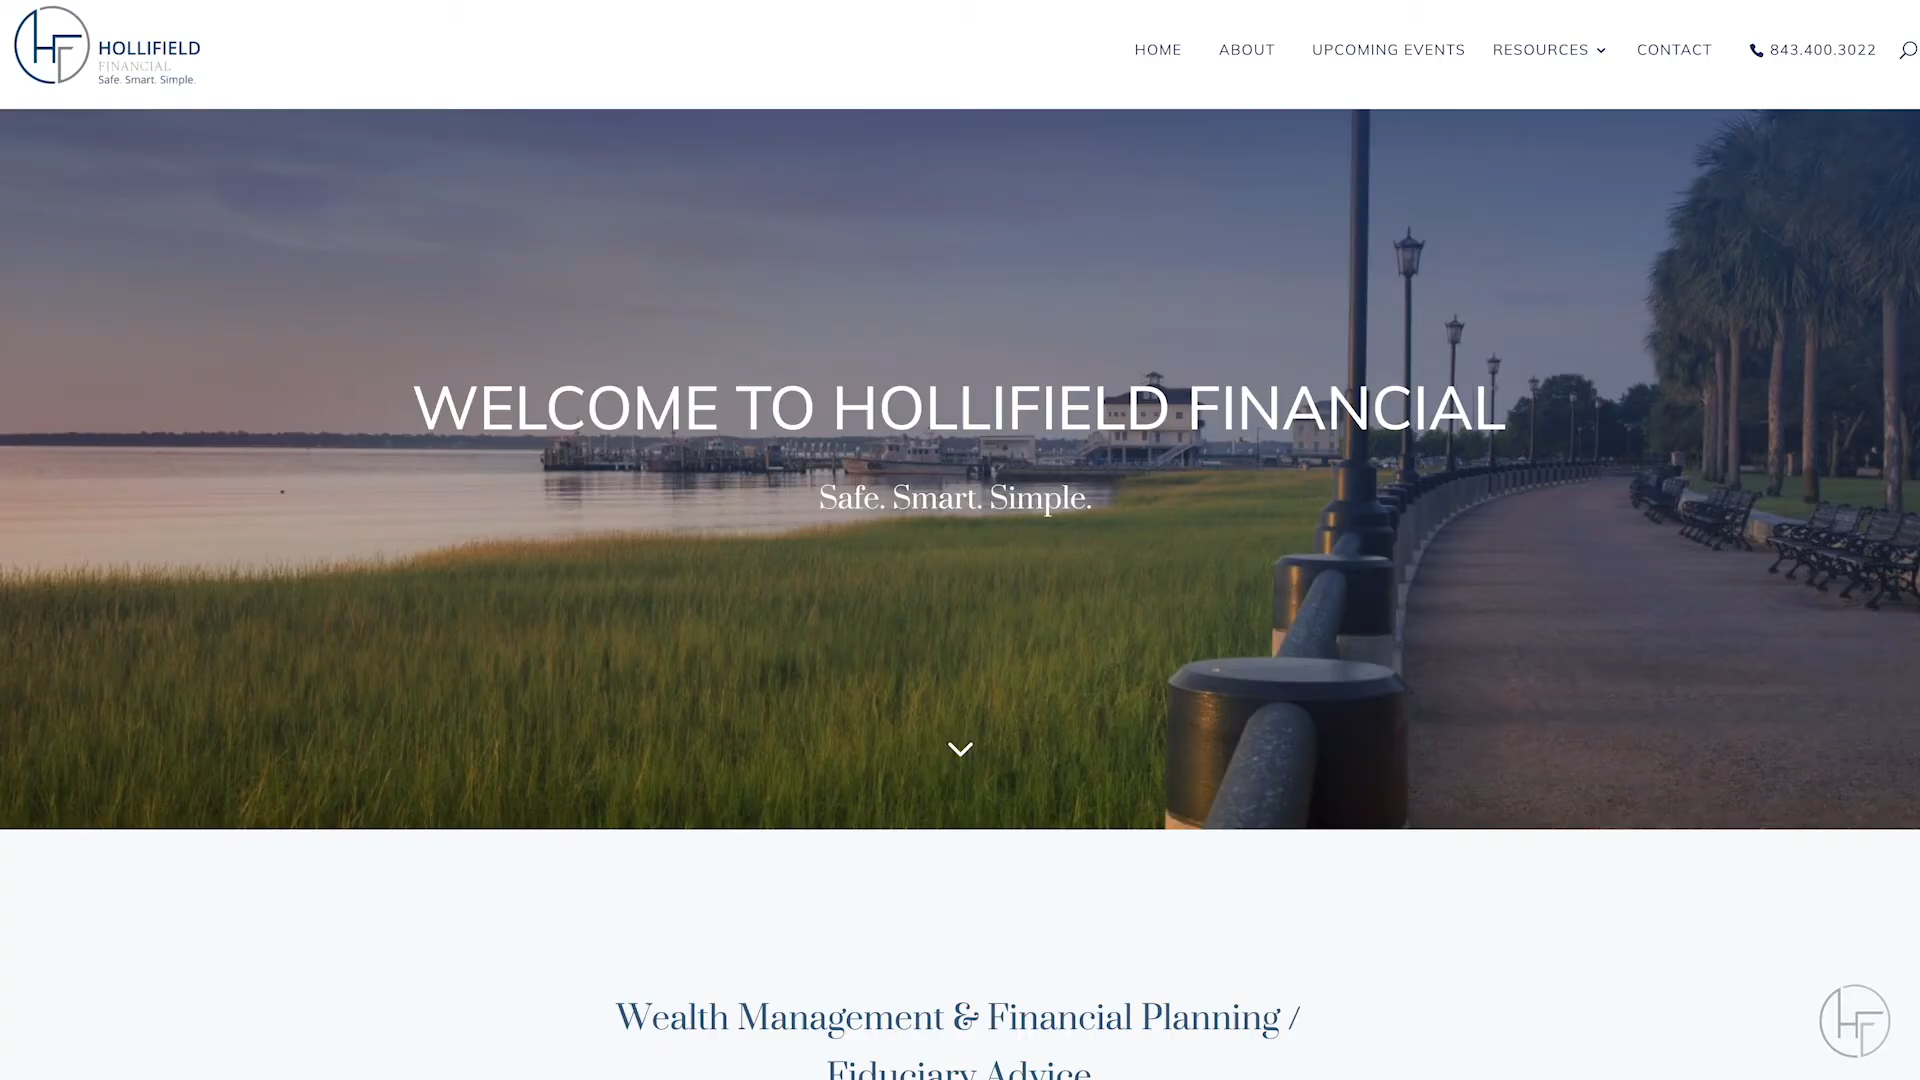 HOLLIFIELD
FINANCIAL
Safe. Smart. Simple.
HOME ABOUT UPCOMING EVENTS RESOURCES CONTACT 843.400.3022
WELCOME TO HOLLIFIELD FINANCIAL
Safe. Smart. Simple.
Wealth Management & Financial Planning /
Fiduciary Advice
HF